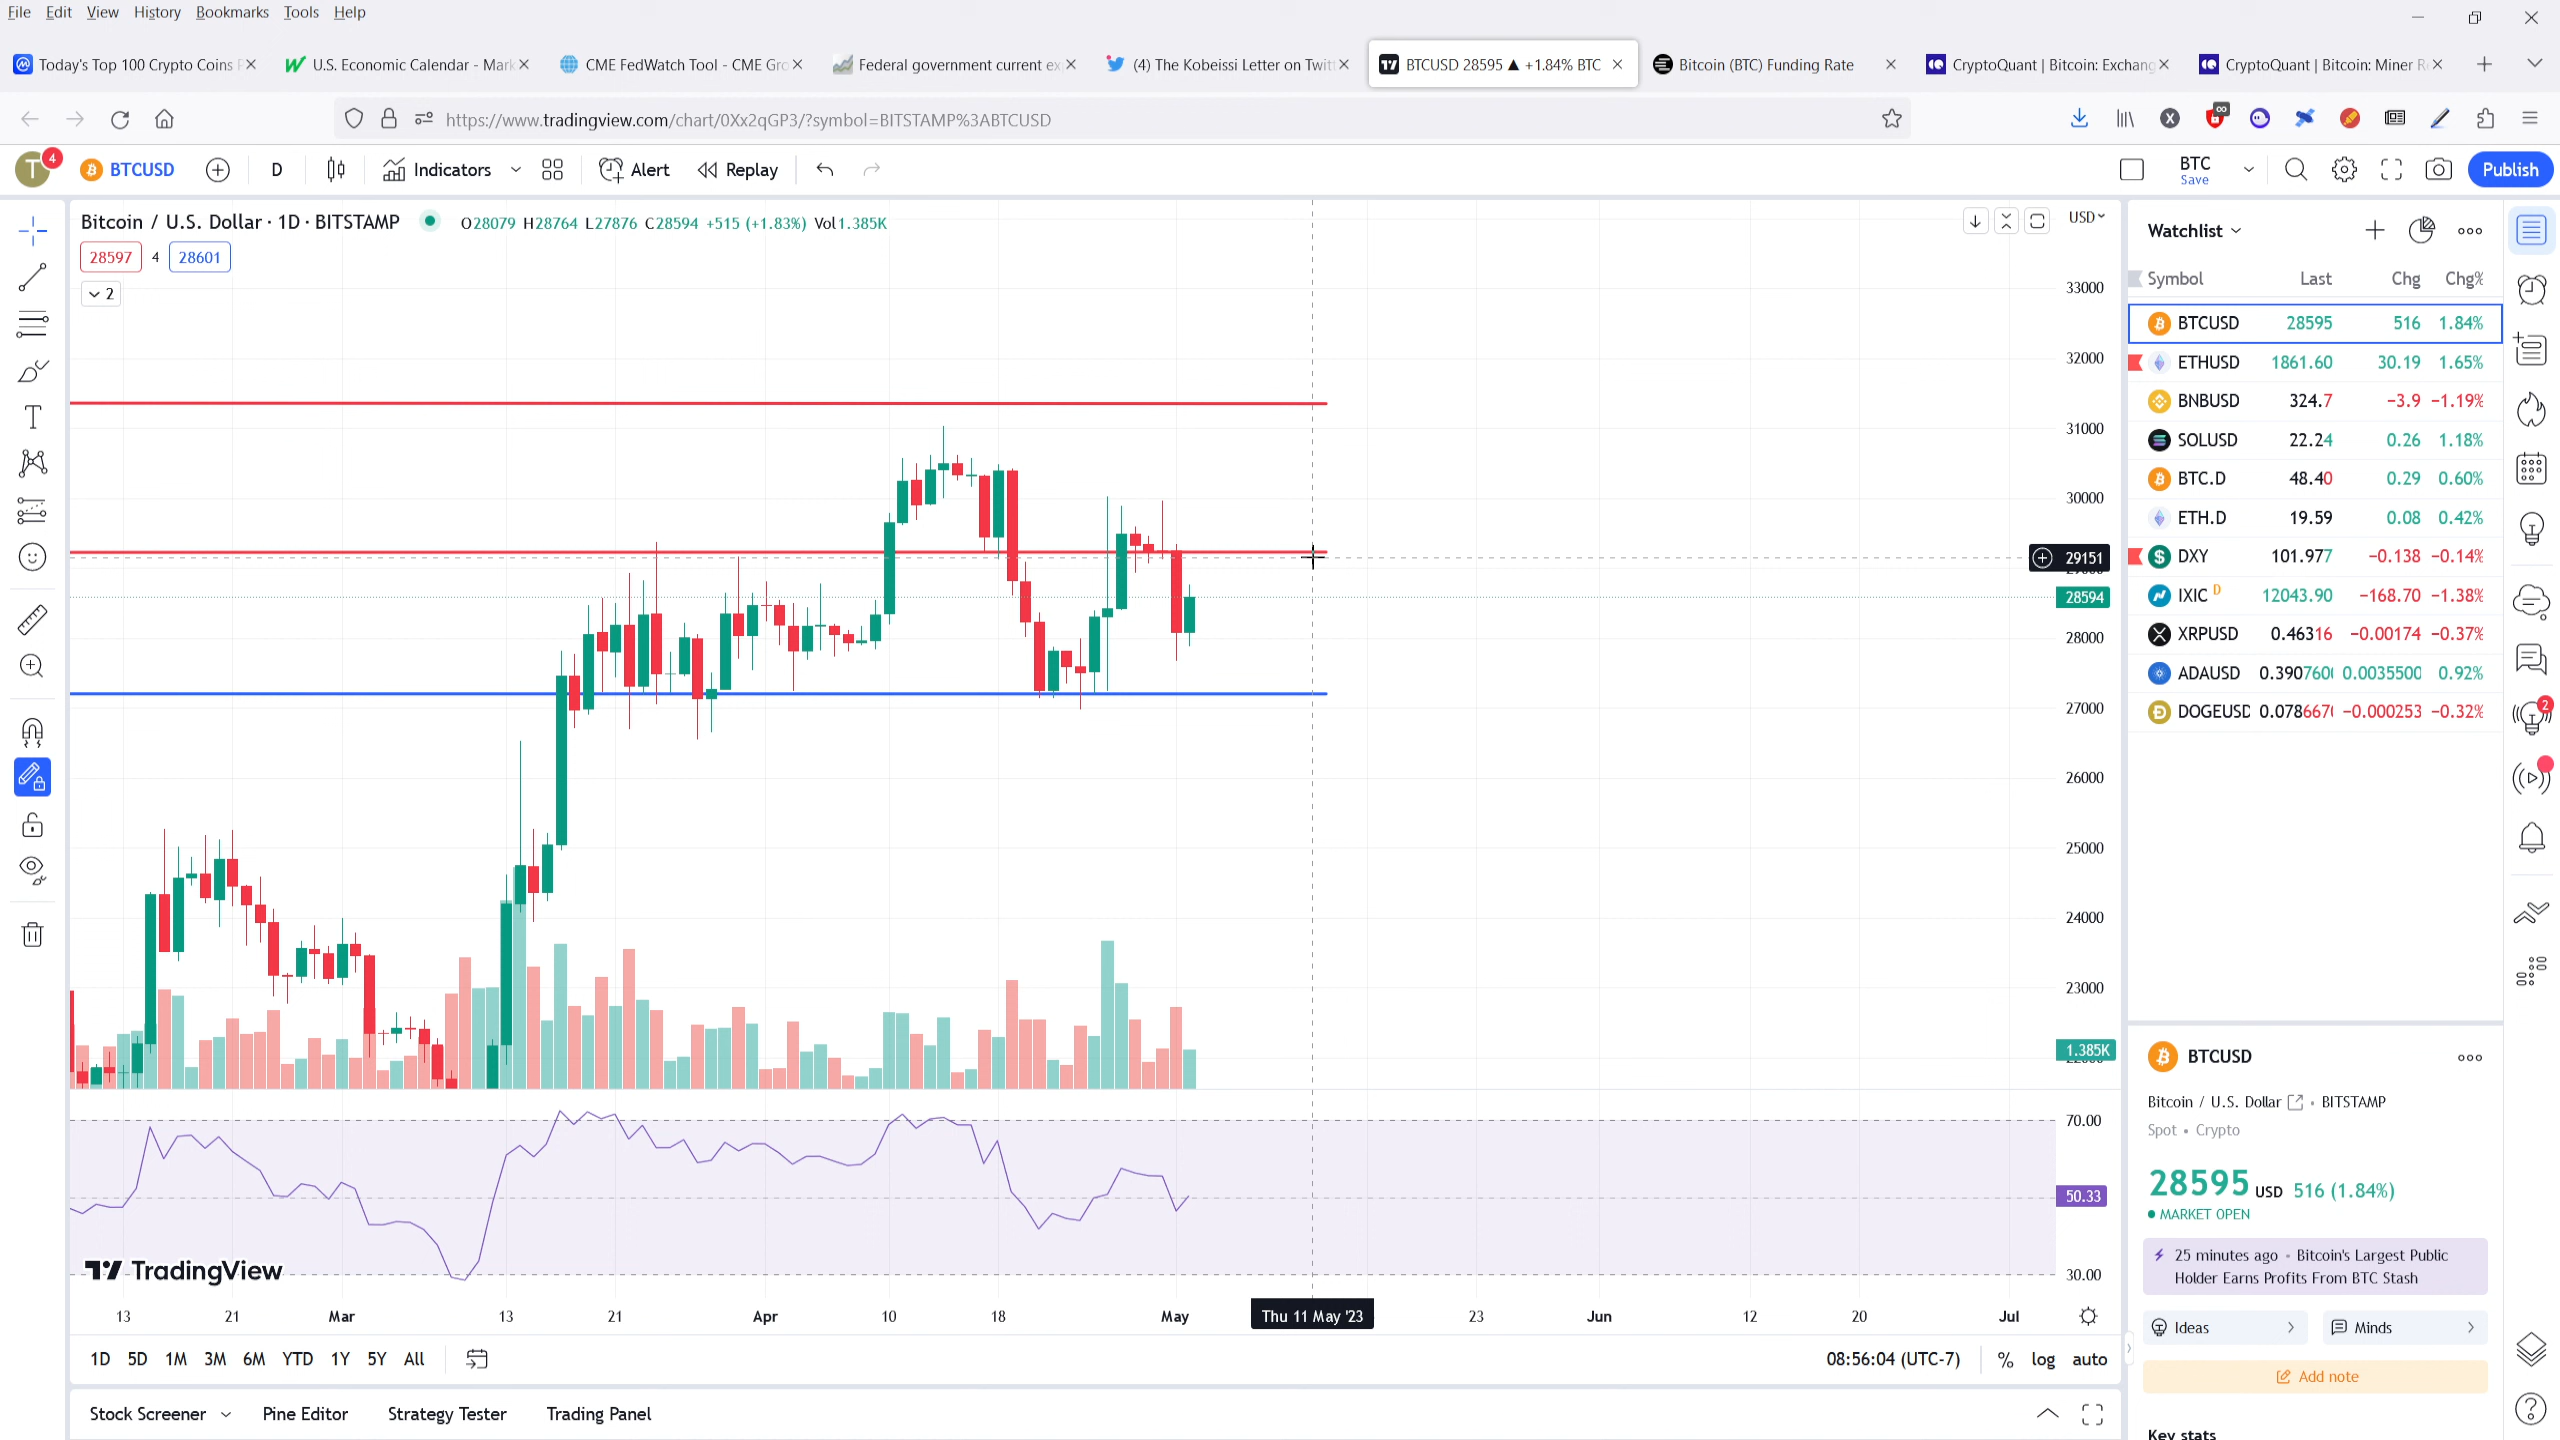 File Edit View History Bookmarks Tools Help
Today's Top 100 Crypto Coins P
U.S. Economic Calendar - Mark
CME FedWatch Tool - CME Gro
Federal government current ex
(4) The Kobeissi Letter on Twitt
BTCUSD 28595 ▲ +1.84% BTC
Bitcoin (BTC) Funding Rate
CryptoQuant | Bitcoin: Exchang
CryptoQuant | Bitcoin: Miner R
https://www.tradingview.com/chart/0Xx2qGP3/?symbol=BITSTAMP%3ABTCUSD
T 4 BTCUSD D Indicators Alert Replay BTC Save Publish
Bitcoin / U.S. Dollar · 1D · BITSTAMP O28079 H28764 L27876 C28594 +515 (+1.83%) Vol1.385K
28597 4 28601
2
USD
33000
32000
31000
30000
29151
28594
28000
27000
26000
25000
24000
23000
1.385K
70.00
50.33
30.00
TradingView
13 21 Mar 13 21 Apr 10 18 May Thu 11 May '23 23 Jun 12 20 Jul
1D 5D 1M 3M 6M YTD 1Y 5Y All 08:56:04 (UTC-7) % log auto
Stock Screener Pine Editor Strategy Tester Trading Panel
Watchlist
Symbol Last Chg Chg%
BTCUSD 28595 516 1.84%
ETHUSD 1861.60 30.19 1.65%
BNBUSD 324.7 −3.9 −1.19%
SOLUSD 22.24 0.26 1.18%
BTC.D 48.40 0.29 0.60%
ETH.D 19.59 0.08 0.42%
DXY 101.977 −0.138 −0.14%
IXIC D 12043.90 −168.70 −1.38%
XRPUSD 0.46316 −0.00174 −0.37%
ADAUSD 0.390760 0.0035500 0.92%
DOGEUSD 0.078667 −0.000253 −0.32%
BTCUSD
Bitcoin / U.S. Dollar • BITSTAMP
Spot • Crypto
28595 USD 516 (1.84%)
MARKET OPEN
25 minutes ago • Bitcoin's Largest Public
Holder Earns Profits From BTC Stash
Ideas Minds
Add note
Key stats
2